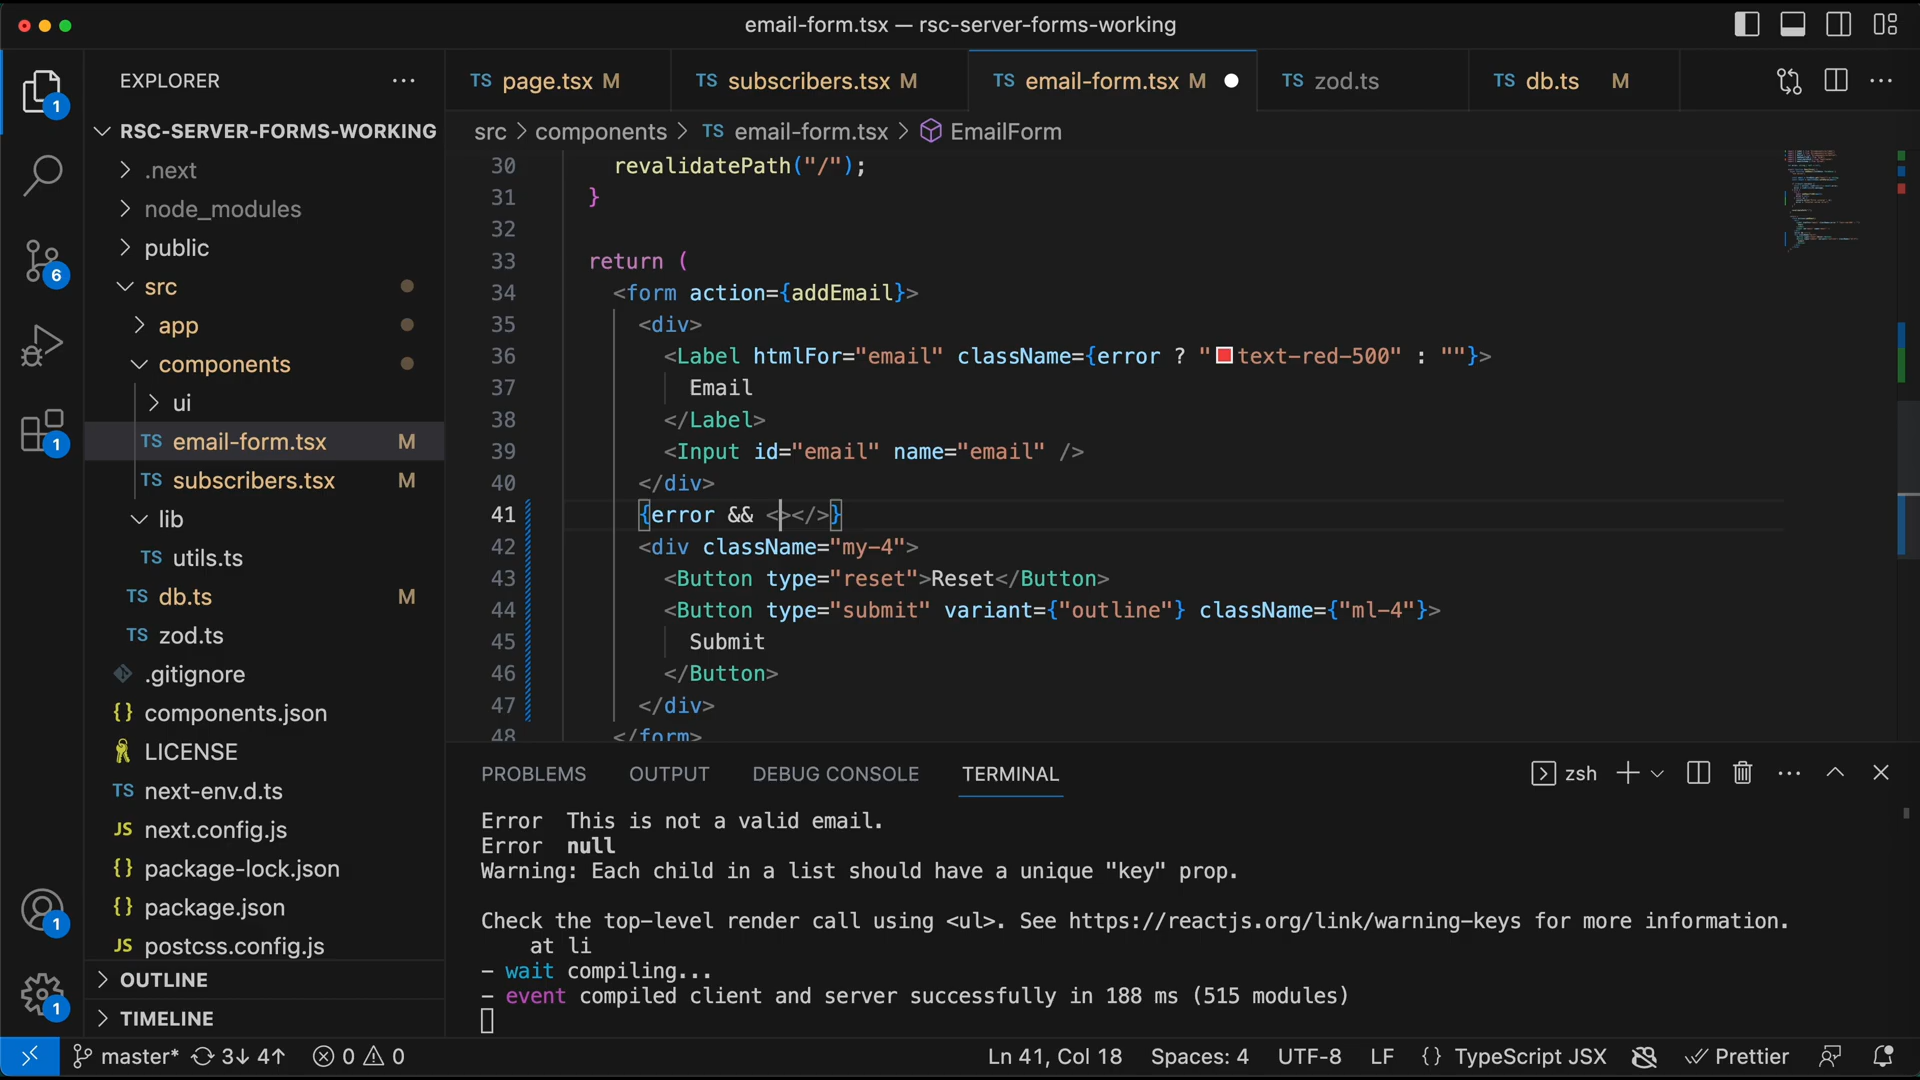 email-form.tsx — rsc-server-forms-working
EXPLORER
RSC-SERVER-FORMS-WORKING
.next
node_modules
public
src
app
components
ui
TS email-form.tsx M
TS subscribers.tsx M
lib
TS utils.ts
TS db.ts M
TS zod.ts
.gitignore
{} components.json
LICENSE
TS next-env.d.ts
JS next.config.js
{} package-lock.json
{} package.json
JS postcss.config.js
OUTLINE
TIMELINE
1
6
1
1
1
TS page.tsx M
TS subscribers.tsx M
TS email-form.tsx M
TS zod.ts
TS db.ts M
src > components > TS email-form.tsx > EmailForm
30 revalidatePath("/");
31 }
32
33 return (
34 <form action={addEmail}>
35 <div>
36 <Label htmlFor="email" className={error ? "text-red-500" : ""}>
37 Email
38 </Label>
39 <Input id="email" name="email" />
40 </div>
41 {error && <></>}
42 <div className="my-4">
43 <Button type="reset">Reset</Button>
44 <Button type="submit" variant={"outline"} className={"ml-4"}>
45 Submit
46 </Button>
47 </div>
48 </form>
PROBLEMS OUTPUT DEBUG CONSOLE TERMINAL
zsh
Error This is not a valid email.
Error null
Warning: Each child in a list should have a unique "key" prop.
Check the top-level render call using <ul>. See https://reactjs.org/link/warning-keys for more information.
at li
- wait compiling...
- event compiled client and server successfully in 188 ms (515 modules)
master* 3↓ 4↑ 0 0
Ln 41, Col 18 Spaces: 4 UTF-8 LF {} TypeScript JSX Prettier